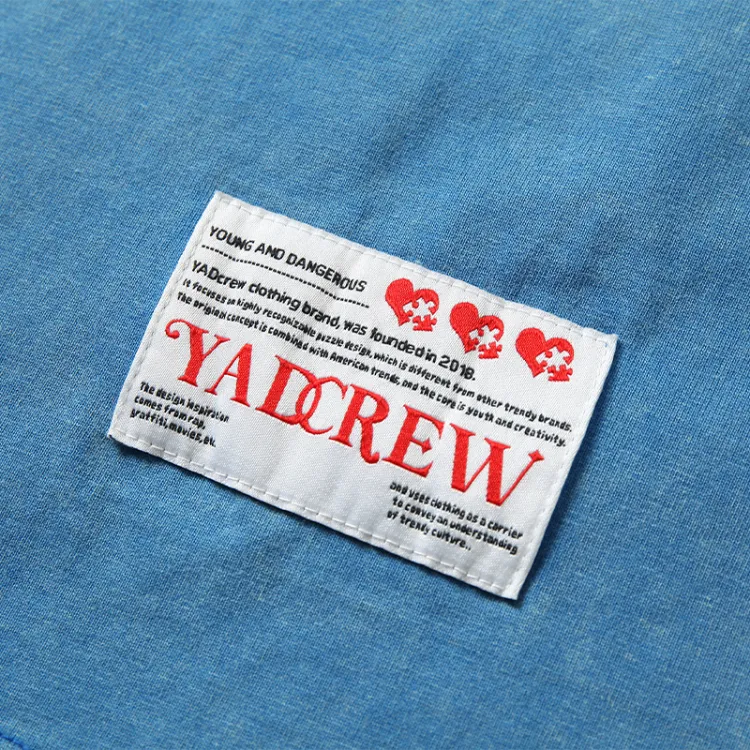 YOUNG AND DANGEROUS
YADcrew clothing brand, was founded in 2018.
It focuses on highly recognizable puzzle design, which is different from other trendy brands.
The original concept is combined with American trends, and the core is youth and creativity.
YADCREW
The design inspiration
comes from rap,
graffiti, movies, ev.
and uses clothing as a carrier
to convey an understanding
of trendy culture..